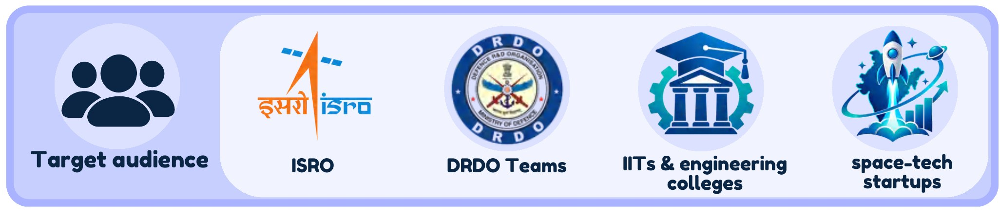 Target audience
इसरो isro
ISRO
DRDO
DEFENCE R&D ORGANISATION
MINISTRY OF DEFENCE
DRDO
DRDO Teams
IITs & engineering
colleges
space-tech
startups